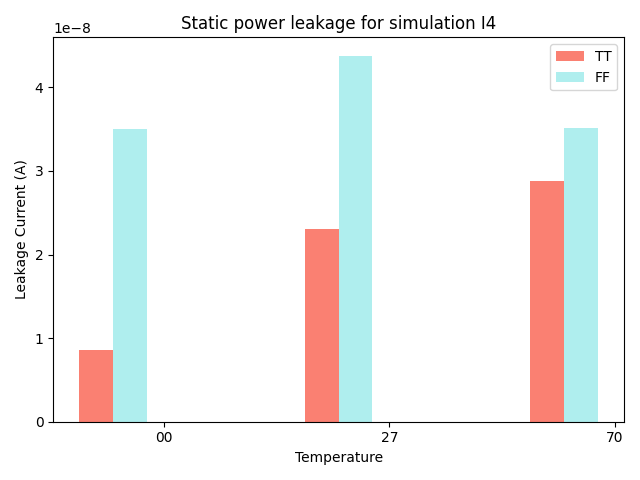 Static power leakage for simulation I4
1e−8
TT
FF
4
3
2
1
0
Leakage Current (A)
00
27
70
Temperature